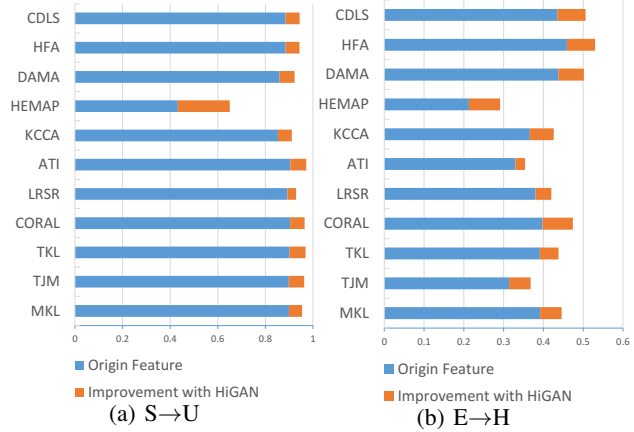 CDLS
HFA
DAMA
HEMAP
KCCA
ATI
LRSR
CORAL
TKL
TJM
MKL
0 0.2 0.4 0.6 0.8 1
Origin Feature
Improvement with HiGAN
(a) S→U
CDLS
HFA
DAMA
HEMAP
KCCA
ATI
LRSR
CORAL
TKL
TJM
MKL
0 0.1 0.2 0.3 0.4 0.5 0.6
Origin Feature
Improvement with HiGAN
(b) E→H